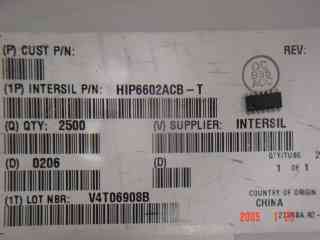 (P) CUST P/N:
REV:
(1P) INTERSIL P/N: HIP6602ACB-T
(Q) QTY: 2500
(V) SUPPLIER: INTERSIL
(D) 0206
(D)
QTY/TUBE
1 OF 1
COUNTRY OF ORIGIN
CHINA
(1T) LOT NBR: V4T06908B
2005